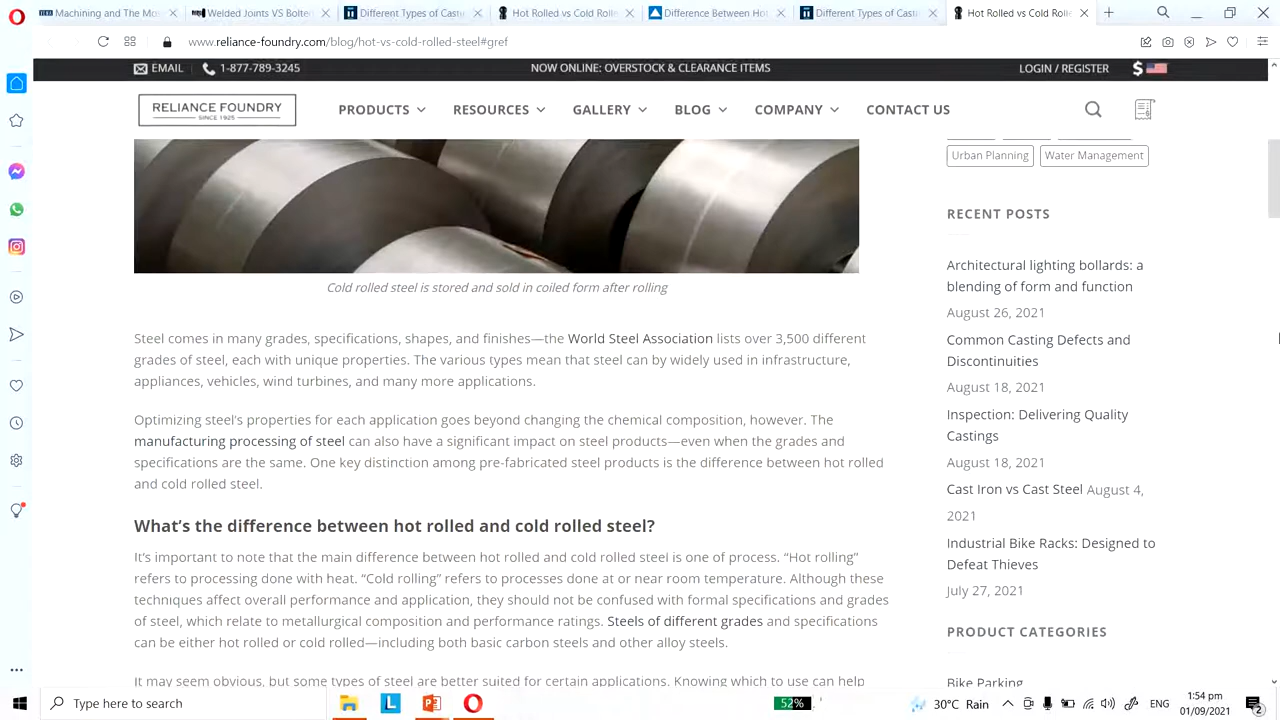 Machining and The Mos
Welded Joints VS Bolte
Different Types of Castu
Hot Rolled vs Cold Rolle
Difference Between Hot
Different Types of Castu
Hot Rolled vs Cold Rolle
www.reliance-foundry.com/blog/hot-vs-cold-rolled-steel#gref
EMAIL 1-877-789-3245 NOW ONLINE: OVERSTOCK & CLEARANCE ITEMS LOGIN / REGISTER $
RELIANCE FOUNDRY
SINCE 1925
PRODUCTS RESOURCES GALLERY BLOG COMPANY CONTACT US
Cold rolled steel is stored and sold in coiled form after rolling
Steel comes in many grades, specifications, shapes, and finishes—the World Steel Association lists over 3,500 different
grades of steel, each with unique properties. The various types mean that steel can by widely used in infrastructure,
appliances, vehicles, wind turbines, and many more applications.
Optimizing steel's properties for each application goes beyond changing the chemical composition, however. The
manufacturing processing of steel can also have a significant impact on steel products—even when the grades and
specifications are the same. One key distinction among pre-fabricated steel products is the difference between hot rolled
and cold rolled steel.
What's the difference between hot rolled and cold rolled steel?
It's important to note that the main difference between hot rolled and cold rolled steel is one of process. “Hot rolling”
refers to processing done with heat. “Cold rolling” refers to processes done at or near room temperature. Although these
techniques affect overall performance and application, they should not be confused with formal specifications and grades
of steel, which relate to metallurgical composition and performance ratings. Steels of different grades and specifications
can be either hot rolled or cold rolled—including both basic carbon steels and other alloy steels.
It may seem obvious, but some types of steel are better suited for certain applications. Knowing which to use can help
Urban Planning Water Management
RECENT POSTS
Architectural lighting bollards: a
blending of form and function
August 26, 2021
Common Casting Defects and
Discontinuities
August 18, 2021
Inspection: Delivering Quality
Castings
August 18, 2021
Cast Iron vs Cast Steel August 4,
2021
Industrial Bike Racks: Designed to
Defeat Thieves
July 27, 2021
PRODUCT CATEGORIES
Bike Parking
Type here to search
52%
30°C Rain
ENG
1:54 pm
01/09/2021
2